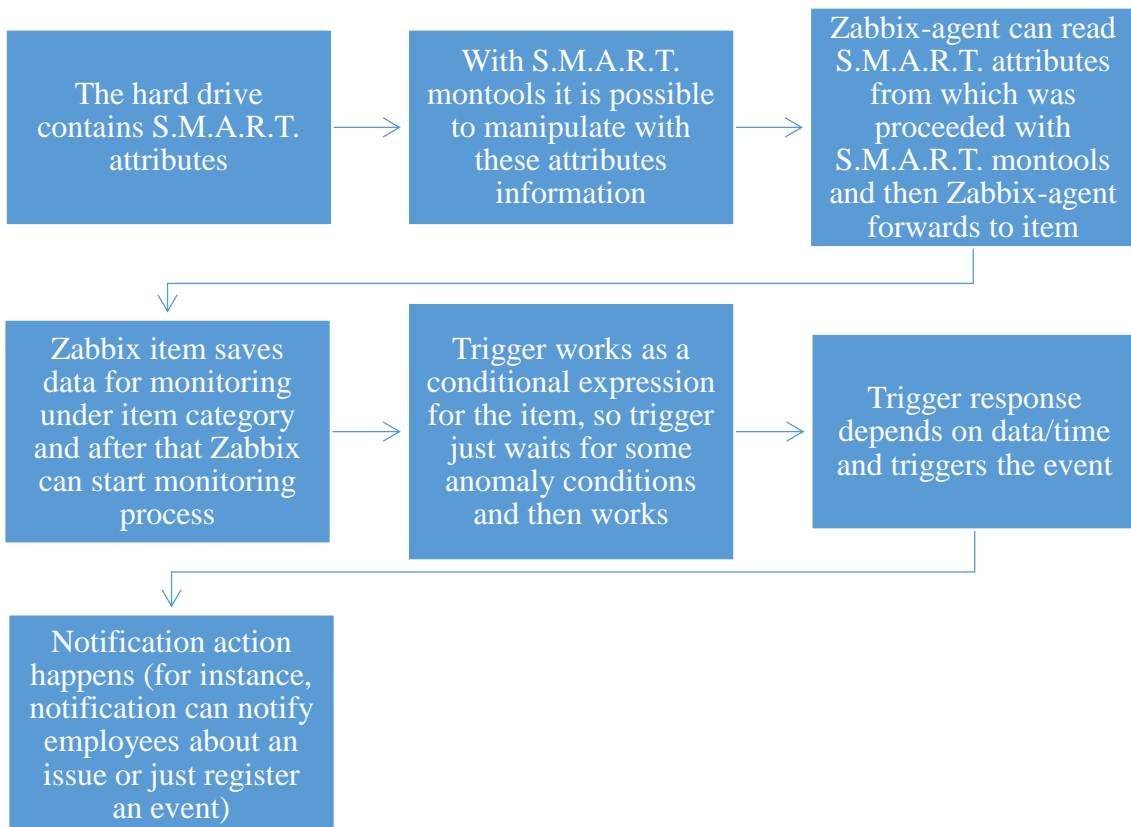 The hard drive
contains S.M.A.R.T.
attributes
With S.M.A.R.T.
montools it is possible
to manipulate with
these attributes
information
Zabbix-agent can read
S.M.A.R.T. attributes
from which was
proceeded with
S.M.A.R.T. montools
and then Zabbix-agent
forwards to item
Zabbix item saves
data for monitoring
under item category
and after that Zabbix
can start monitoring
process
Trigger works as a
conditional expression
for the item, so trigger
just waits for some
anomaly conditions
and then works
Trigger response
depends on data/time
and triggers the event
Notification action
happens (for instance,
notification can notify
employees about an
issue or just register
an event)